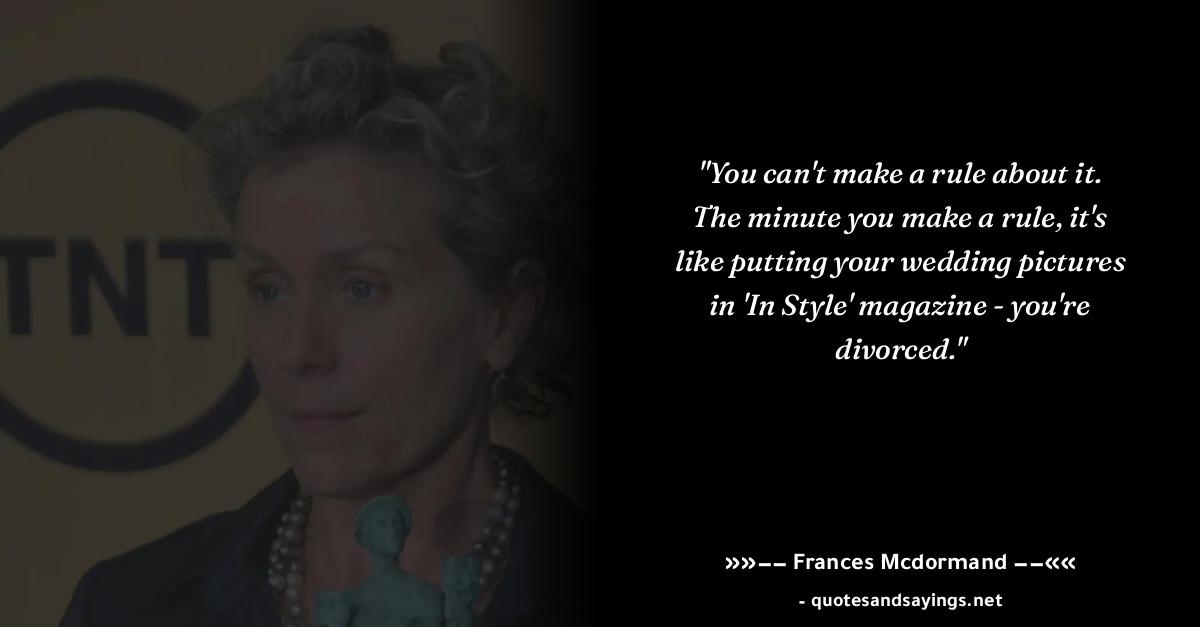 TNT
"You can't make a rule about it.
The minute you make a rule, it's
like putting your wedding pictures
in 'In Style' magazine - you're
divorced."
»»−− Frances Mcdormand −−««
- quotesandsayings.net